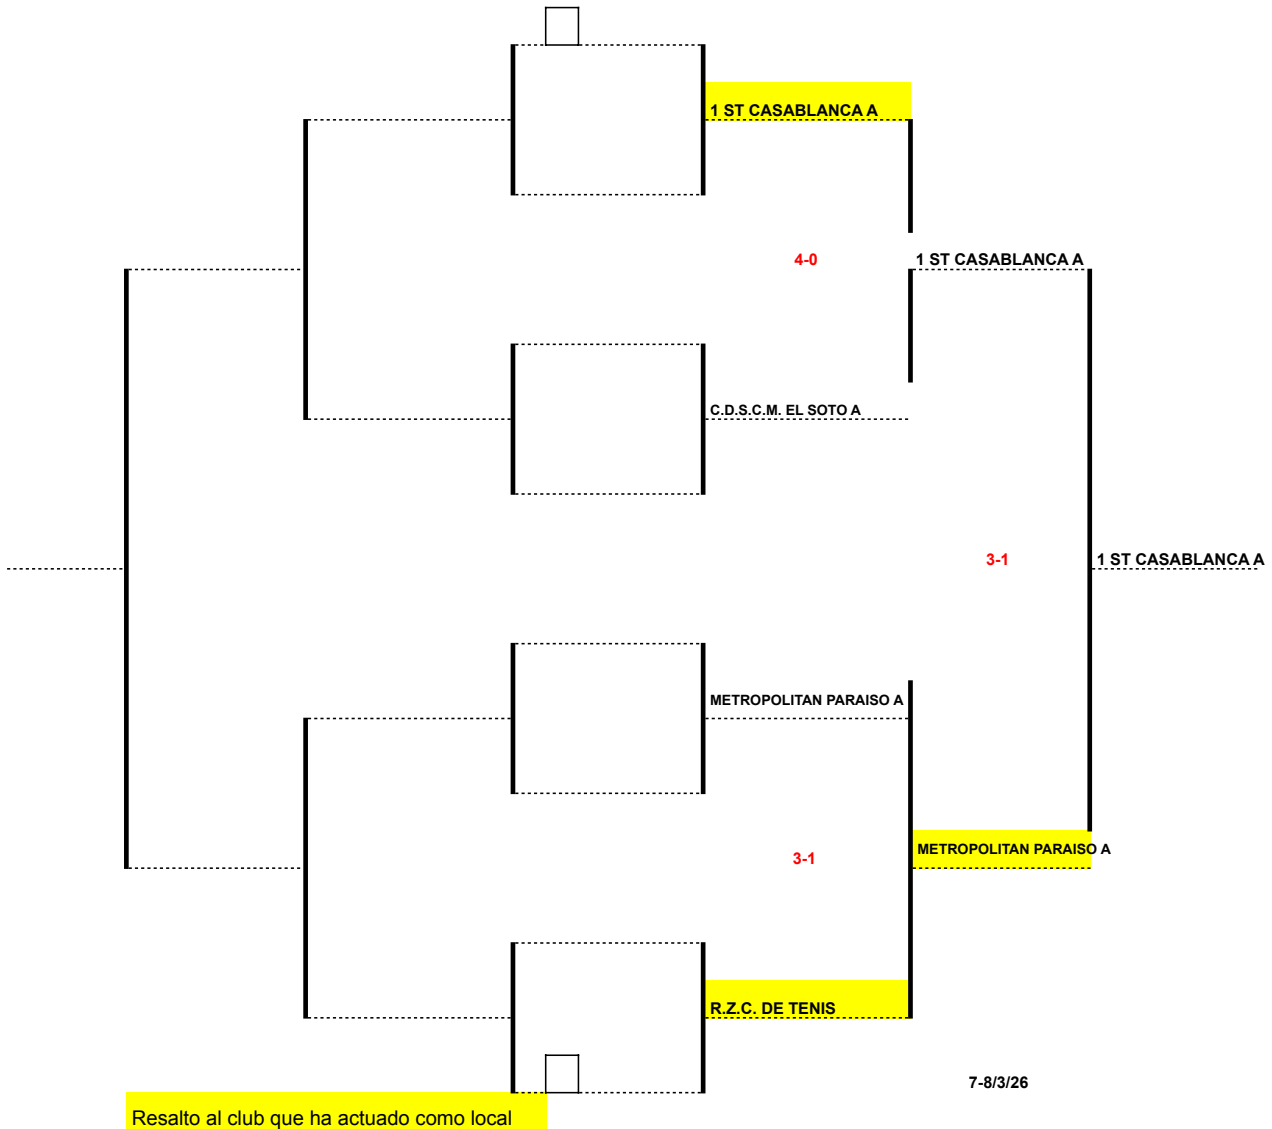 1 ST CASABLANCA A
4-0
1 ST CASABLANCA A
C.D.S.C.M. EL SOTO A
3-1
1 ST CASABLANCA A
METROPOLITAN PARAISO A
METROPOLITAN PARAISO A
3-1
R.Z.C. DE TENIS
7-8/3/26
Resalto al club que ha actuado como local